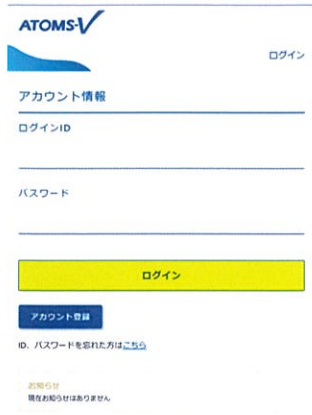 ATOMS-V
ログイン
アカウント情報
ログインID
パスワード
ログイン
アカウント登録
ID、パスワードを忘れた方はこちら
お知らせ
現在お知らせはありません